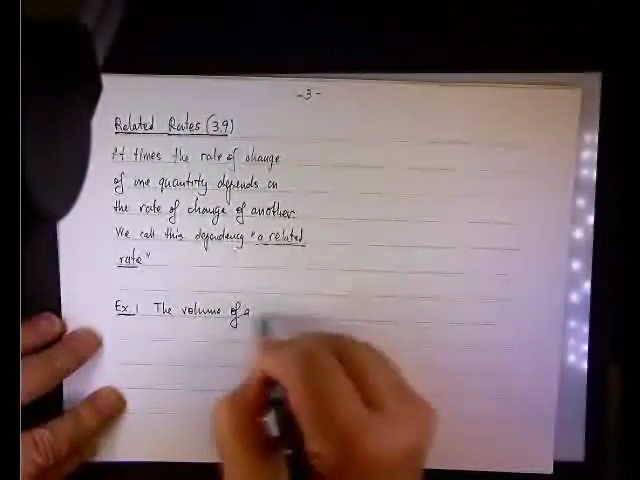 -3-
Related Rates (3.9)
At times the rate of change
of one quantity depends on
the rate of change of another.
We call this dependency "a related
rate"
Ex 1 The volume of a